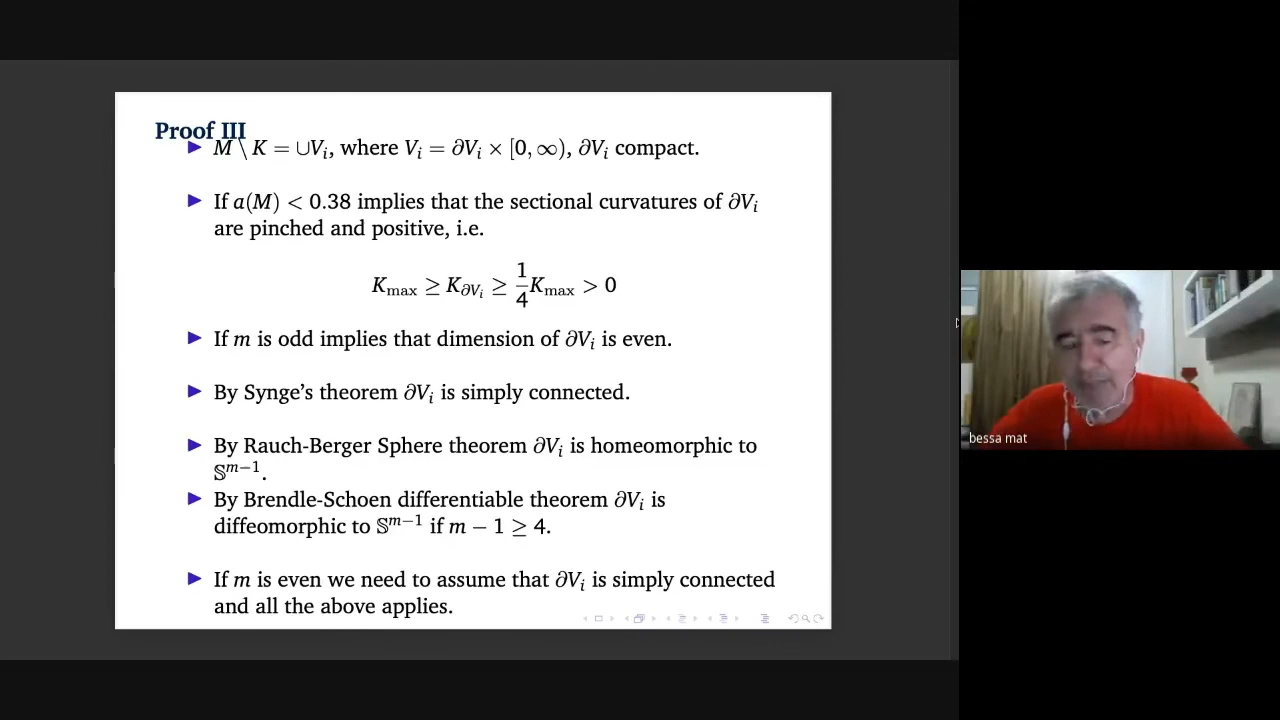 Proof III
▶ M \ K = ∪V_i, where V_i = ∂V_i × [0, ∞), ∂V_i compact.
▶ If a(M) < 0.38 implies that the sectional curvatures of ∂V_i
are pinched and positive, i.e.
K_max ≥ K_∂V_i ≥ 1/4 K_max > 0
▶ If m is odd implies that dimension of ∂V_i is even.
▶ By Synge's theorem ∂V_i is simply connected.
▶ By Rauch-Berger Sphere theorem ∂V_i is homeomorphic to
𝕊^{m−1}.
▶ By Brendle-Schoen differentiable theorem ∂V_i is
diffeomorphic to 𝕊^{m−1} if m − 1 ≥ 4.
▶ If m is even we need to assume that ∂V_i is simply connected
and all the above applies.
bessa mat